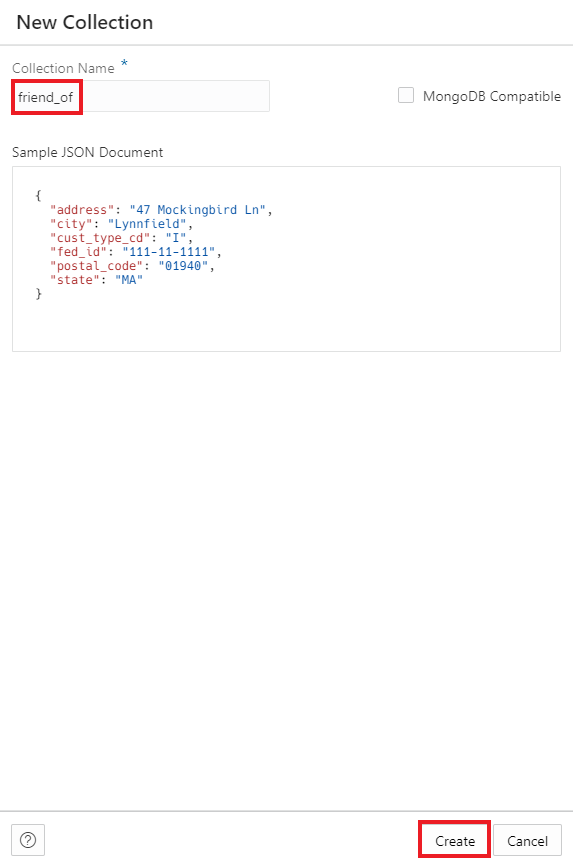 New Collection
Collection Name *
friend_of
MongoDB Compatible
Sample JSON Document
{
"address": "47 Mockingbird Ln",
"city": "Lynnfield",
"cust_type_cd": "I",
"fed_id": "111-11-1111",
"postal_code": "01940",
"state": "MA"
}
?
Create
Cancel